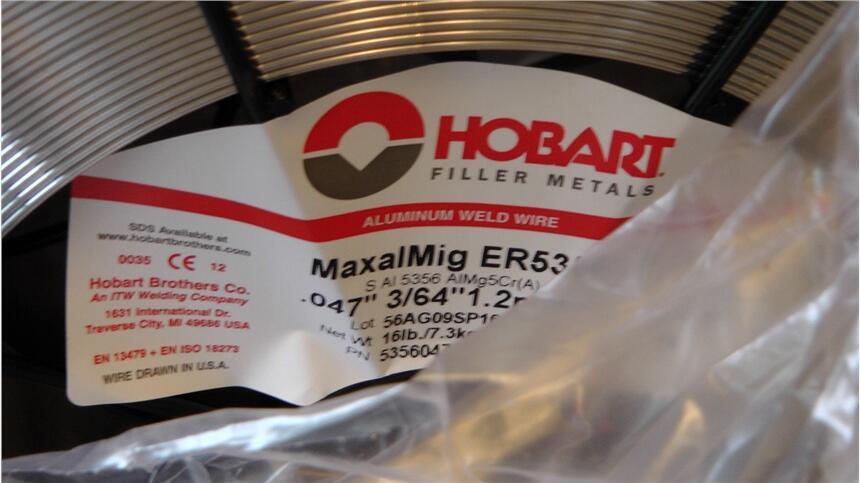 HOBART.
FILLER METALS
ALUMINUM WELD WIRE
SDS Available at
www.hobartbrothers.com
0035 CE 12
Hobart Brothers Co.
An ITW Welding Company
1631 International Dr.
Traverse City, MI 49686 USA
EN 13479 + EN ISO 18273
WIRE DRAWN IN U.S.A.
MaxalMig
S Al 5356 AlMg5Cr(A)
.047" 3/64"
Lot
Net Wt 16lb./7.3kg
PN